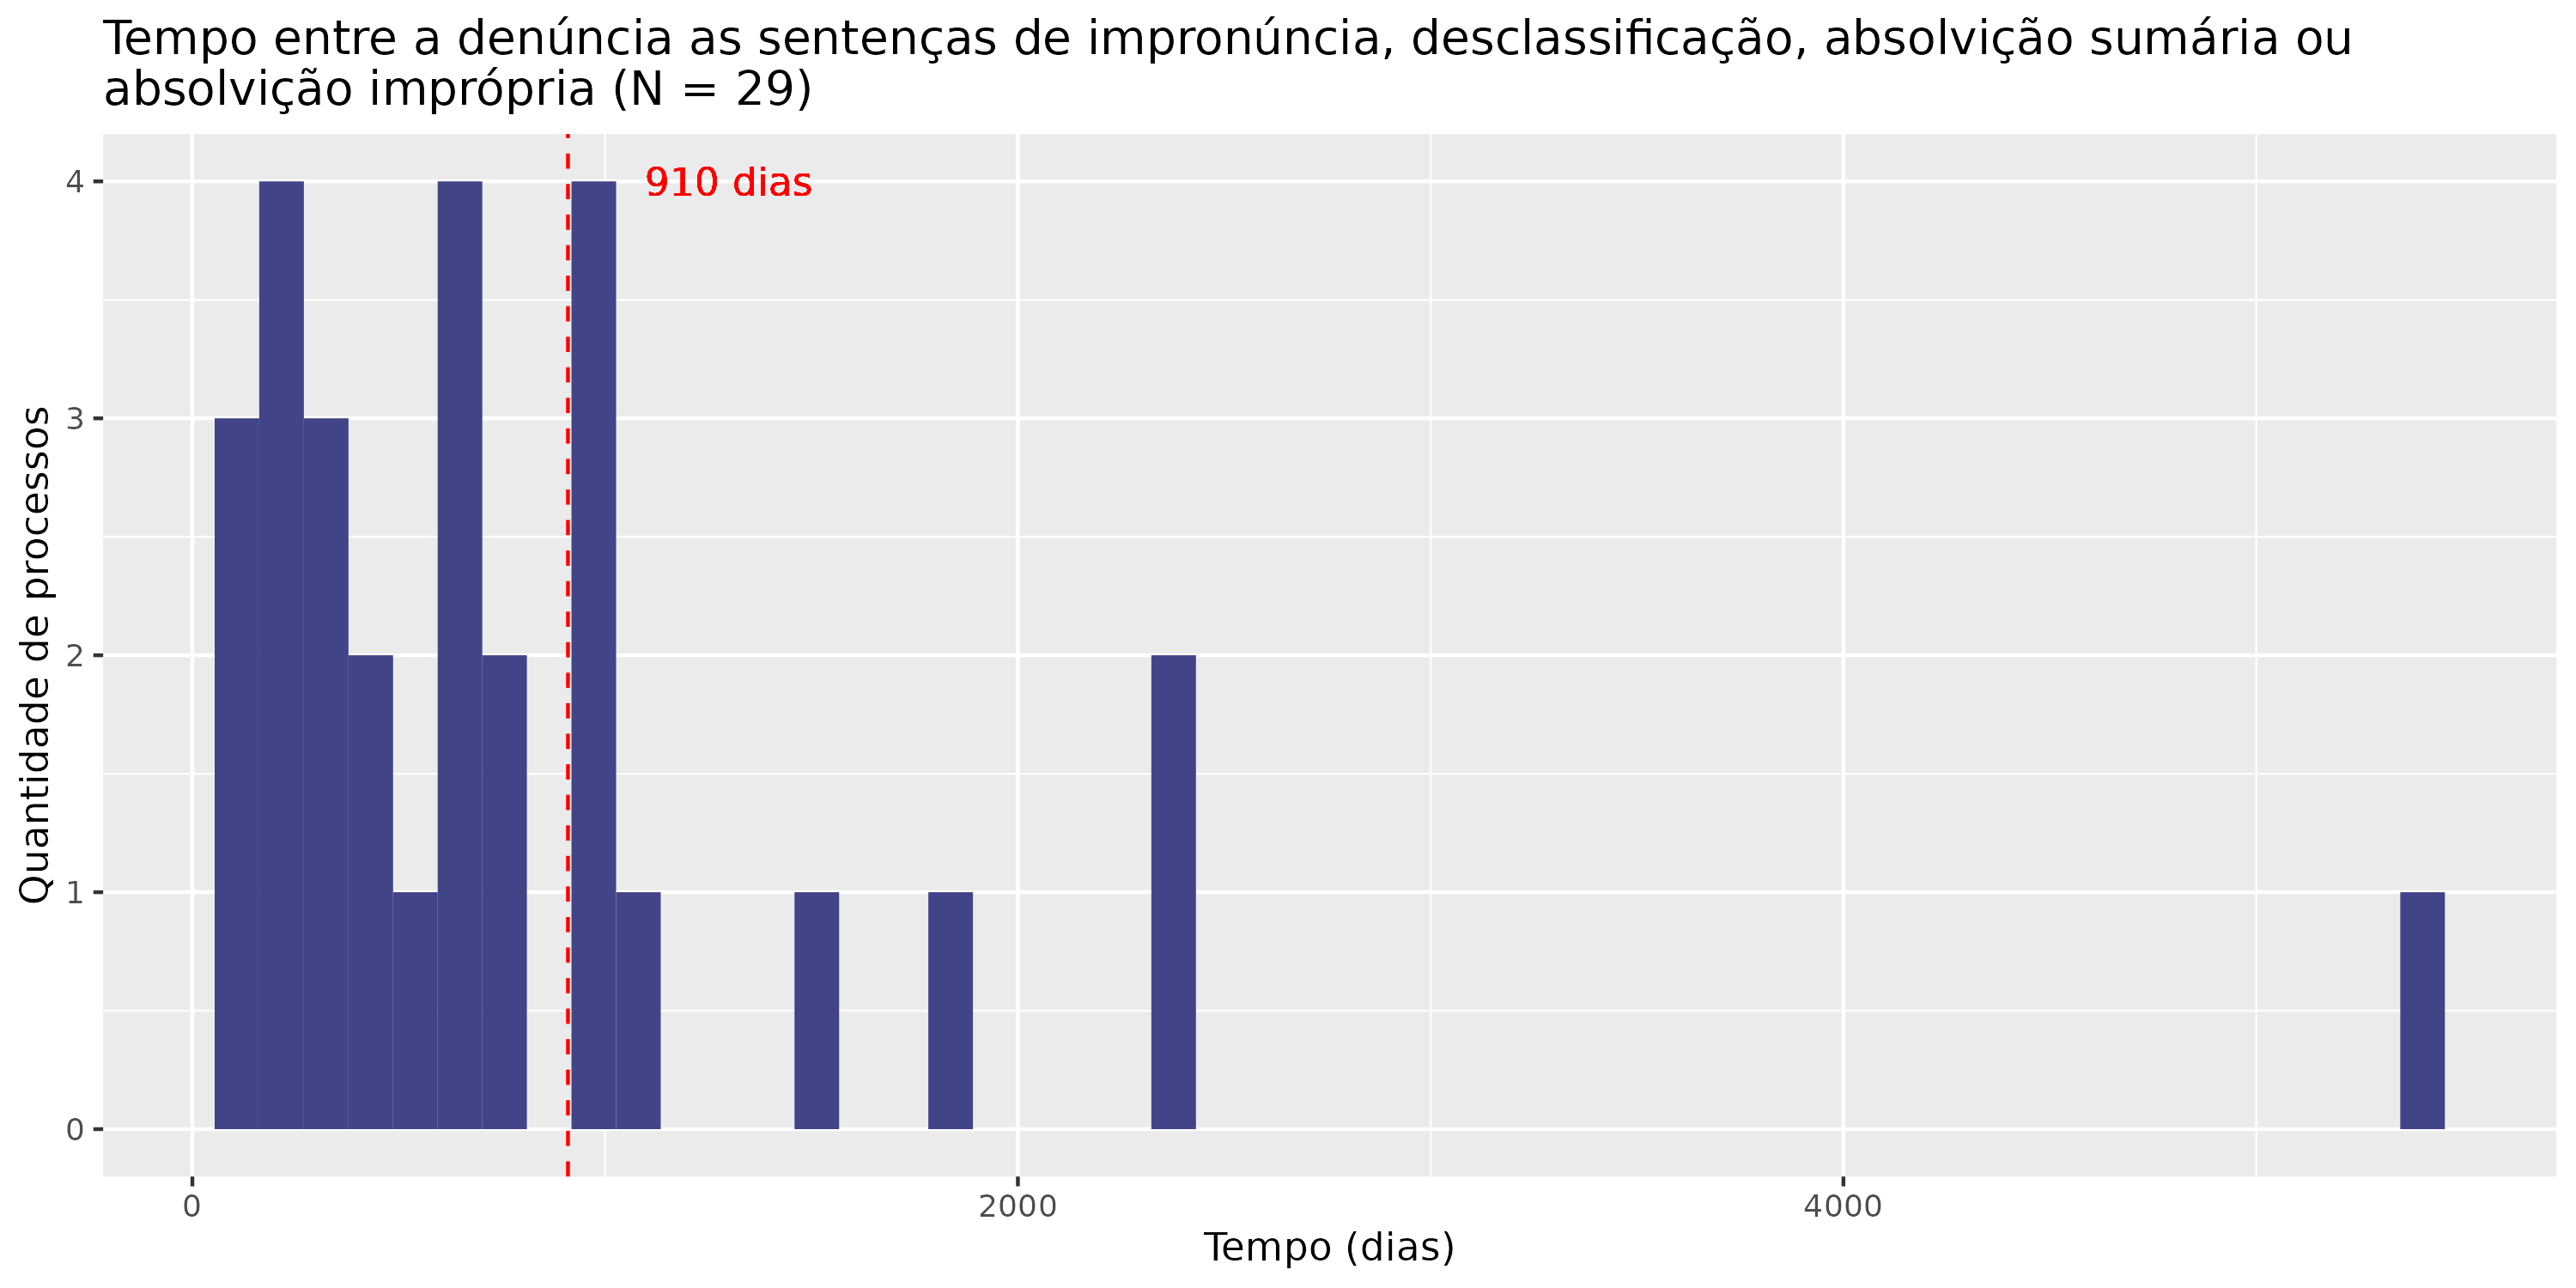 Tempo entre a denúncia as sentenças de impronúncia, desclassificação, absolvição sumária ou
absolvição imprópria (N = 29)
910 dias
4
3
2
1
0
Quantidade de processos
0
2000
4000
Tempo (dias)